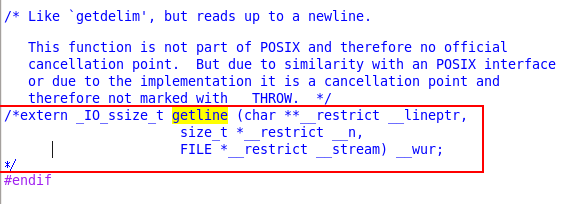 /* Like `getdelim', but reads up to a newline.
This function is not part of POSIX and therefore no official
cancellation point.  But due to similarity with an POSIX interface
or due to the implementation it is a cancellation point and
therefore not marked with __THROW.  */
/*extern _IO_ssize_t getline (char **__restrict __lineptr,
size_t *__restrict __n,
FILE *__restrict __stream) __wur;
*/
#endif